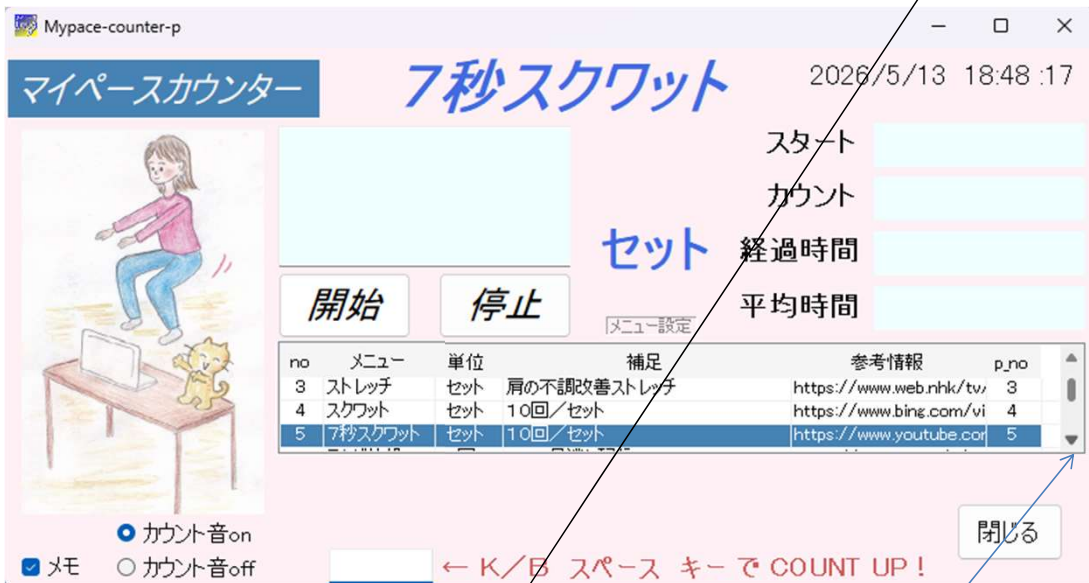 Mypace-counter-p
マイペースカウンター
7秒スクワット
2026/5/13 18:48 :17
スタート
カウント
セット
経過時間
開始
停止
メニュー設定
平均時間
no メニュー 単位 補足 参考情報 p_no
3 ストレッチ セット 肩の不調改善ストレッチ https://www.web.nhk/tv/ 3
4 スクワット セット 10回/セット https://www.bing.com/vi 4
5 7秒スクワット セット 10回/セット https://www.youtube.cor 5
カウント音on
メモ
カウント音off
← K/B スペース キー で COUNT UP !
閉じる